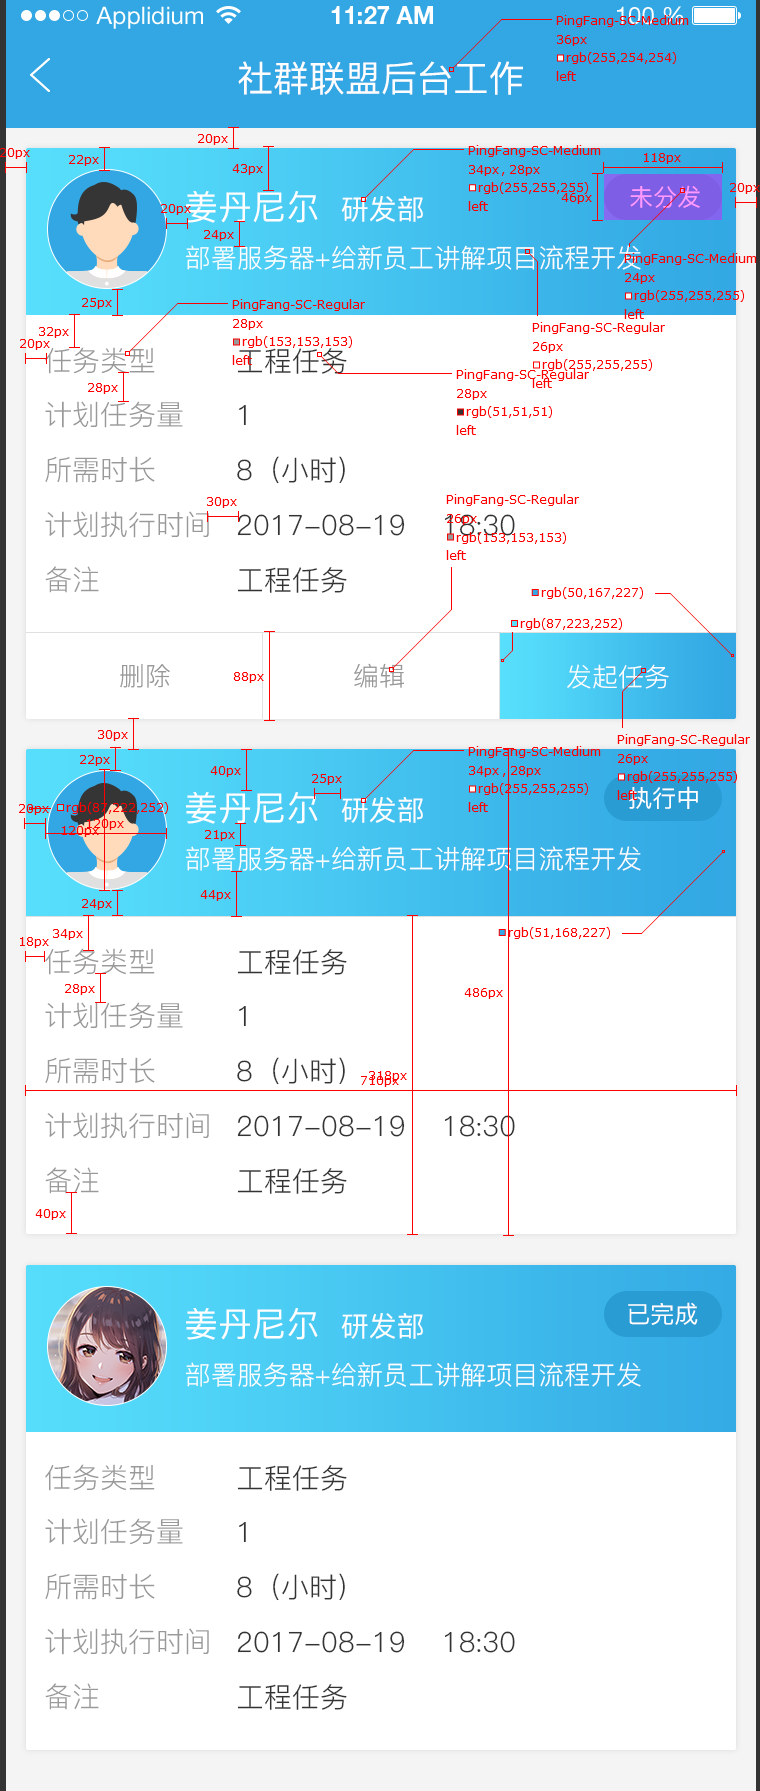 Applidium 11:27 AM 100 %
PingFang-SC-Medium
36px
rgb(255,254,254)
left
社群联盟后台工作
20px
20px
22px
43px
PingFang-SC-Medium
34px , 28px
rgb(255,255,255)
left
118px
46px
未分发
20px
姜丹尼尔 研发部
20px
24px
部署服务器+给新员工讲解项目流程开发
PingFang-SC-Medium
24px
rgb(255,255,255)
left
25px
PingFang-SC-Regular
28px
rgb(153,153,153)
left
PingFang-SC-Regular
26px
rgb(255,255,255)
left
32px
20px
任务类型 工程任务
PingFang-SC-Regular
28px
rgb(51,51,51)
left
28px
计划任务量 1
所需时长 8（小时）
30px
计划执行时间 2017-08-19 18:30
PingFang-SC-Regular
26px
rgb(153,153,153)
left
备注 工程任务
rgb(50,167,227)
rgb(87,223,252)
删除 88px 编辑 发起任务
30px
22px
40px
25px
PingFang-SC-Medium
34px , 28px
rgb(255,255,255)
left
PingFang-SC-Regular
26px
rgb(255,255,255)
left
执行中
姜丹尼尔 研发部
20px
rgb(87,222,252)
120px
120px
21px
部署服务器+给新员工讲解项目流程开发
44px
24px
34px
18px
rgb(51,168,227)
任务类型 工程任务
28px
486px
计划任务量 1
所需时长 8（小时）
318px
710px
计划执行时间 2017-08-19 18:30
备注 工程任务
40px
姜丹尼尔 研发部 已完成
部署服务器+给新员工讲解项目流程开发
任务类型 工程任务
计划任务量 1
所需时长 8（小时）
计划执行时间 2017-08-19 18:30
备注 工程任务